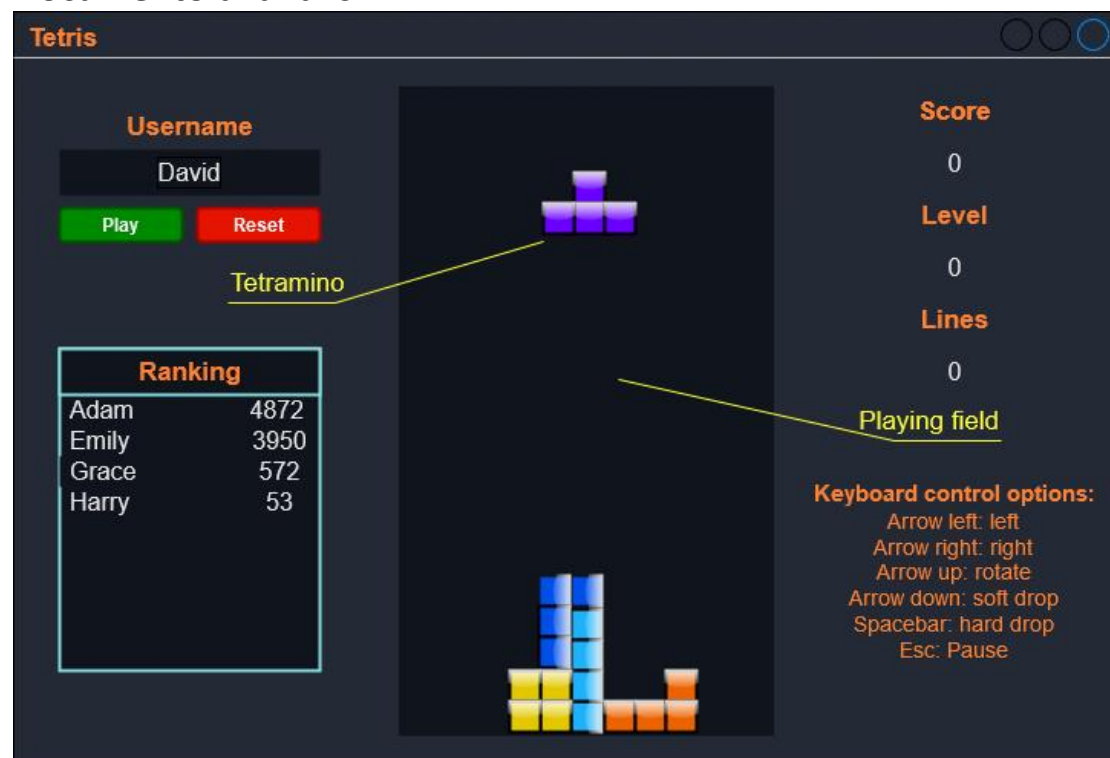 Tetris
Username
David
Play Reset
Tetramino
Ranking
Adam 4872
Emily 3950
Grace 572
Harry 53
Score
0
Level
0
Lines
0
Playing field
Keyboard control options:
Arrow left: left
Arrow right: right
Arrow up: rotate
Arrow down: soft drop
Spacebar: hard drop
Esc: Pause